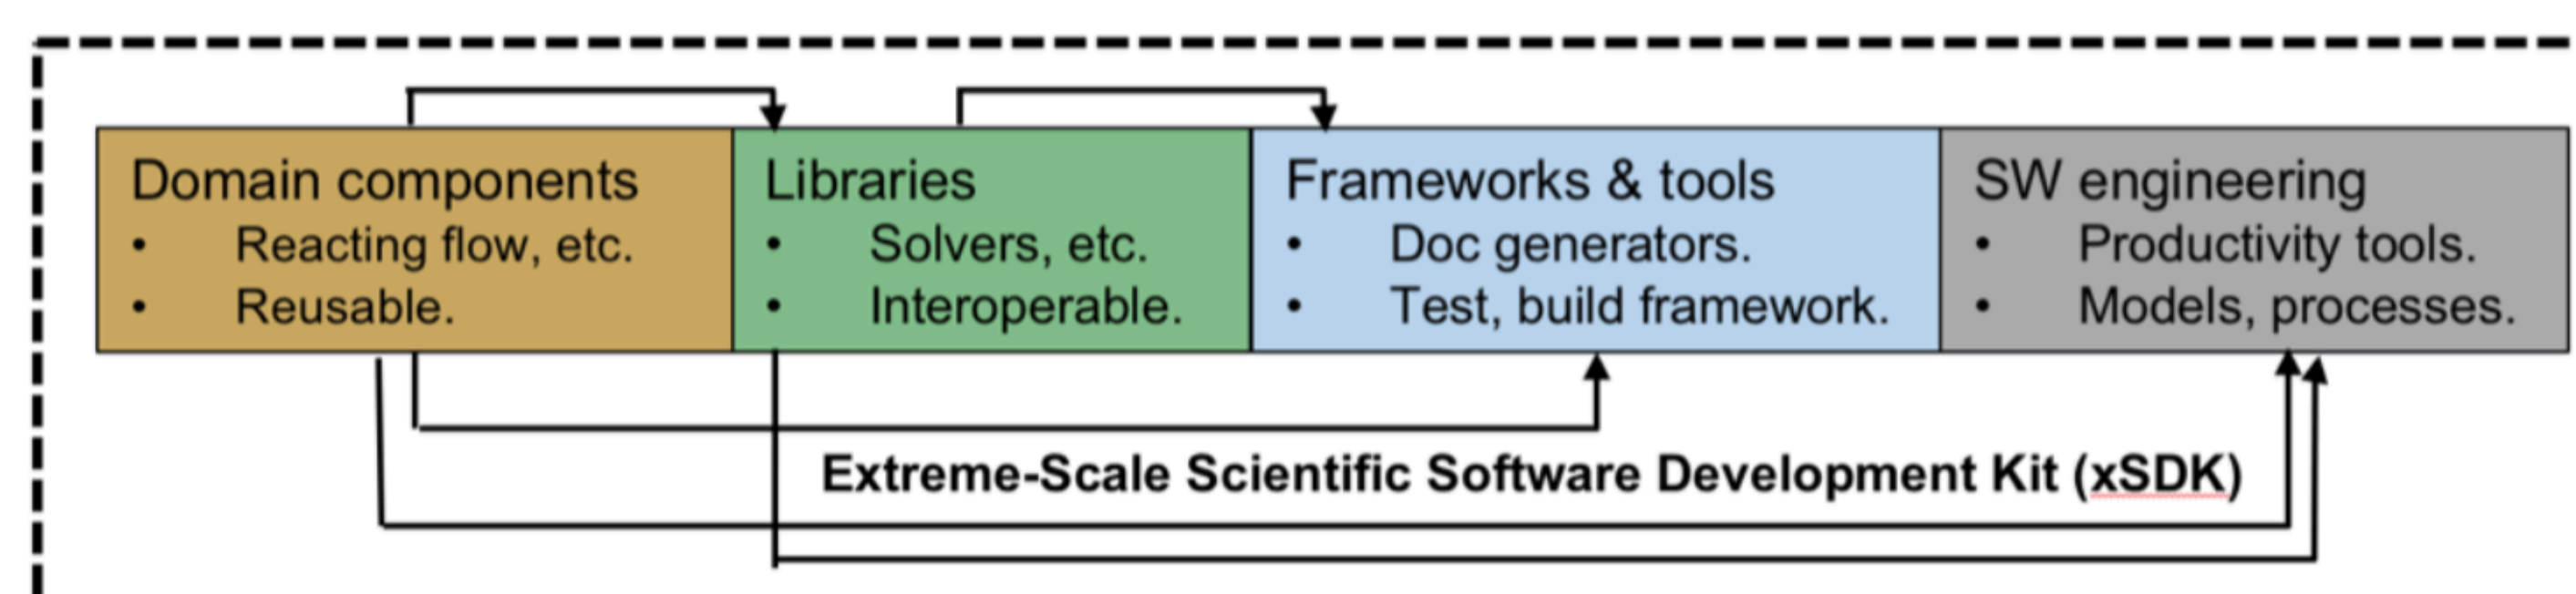 Domain components
• Reacting flow, etc.
• Reusable.
Libraries
• Solvers, etc.
• Interoperable.
Frameworks & tools
• Doc generators.
• Test, build framework.
SW engineering
• Productivity tools.
• Models, processes.
Extreme-Scale Scientific Software Development Kit (xSDK)